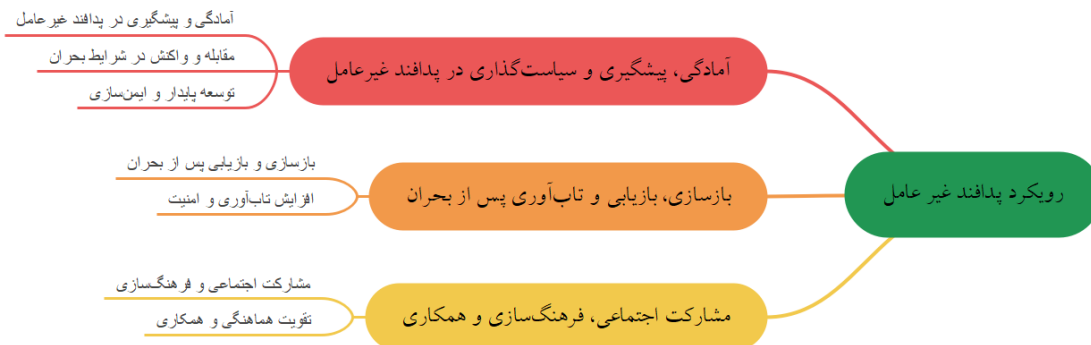 رویکرد پدافند غیر عامل
آمادگی، پیشگیری و سیاست‌گذاری در پدافند غیرعامل
آمادگی و پیشگیری در پدافند غیرعامل
مقابله و واکنش در شرایط بحران
توسعه پایدار و ایمن‌سازی
بازسازی، بازیابی و تاب‌آوری پس از بحران
بازسازی و بازیابی پس از بحران
افزایش تاب‌آوری و امنیت
مشارکت اجتماعی، فرهنگ‌سازی و همکاری
مشارکت اجتماعی و فرهنگ‌سازی
تقویت هماهنگی و همکاری